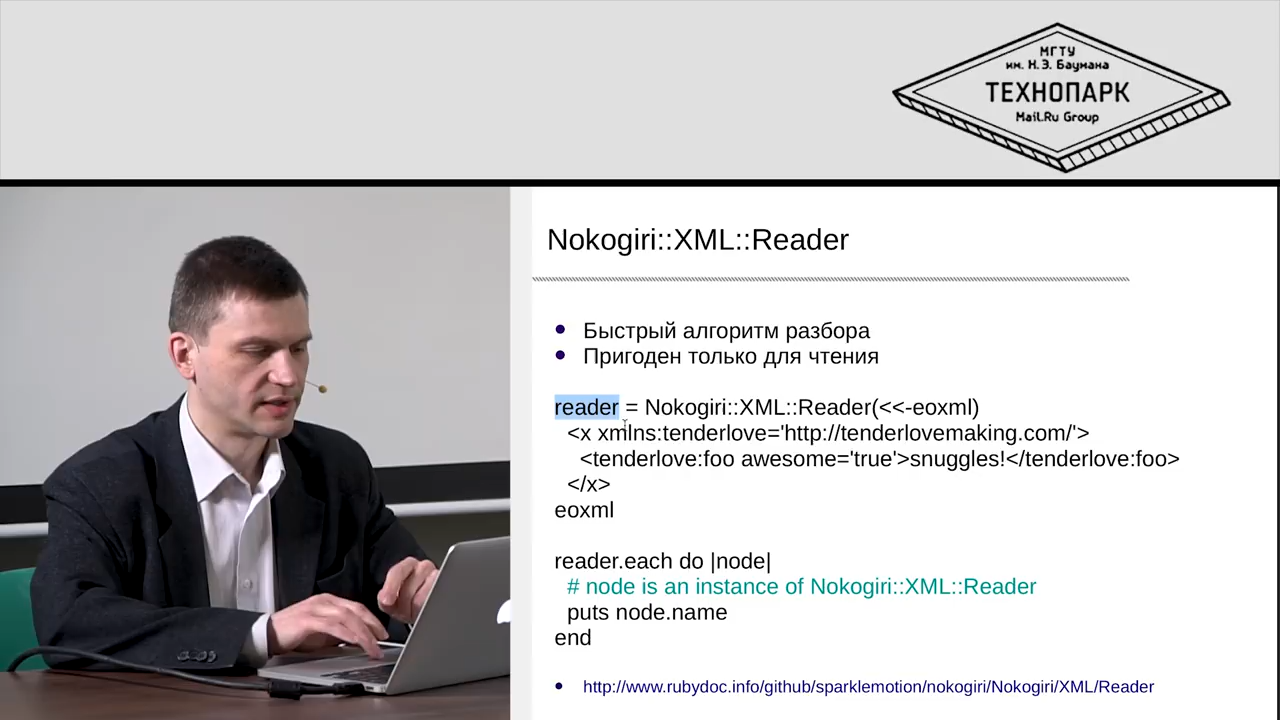 МГТУ
им. Н.Э. Баумана
ТЕХНОПАРК
Mail.Ru Group
Nokogiri::XML::Reader
● Быстрый алгоритм разбора
● Пригоден только для чтения
reader = Nokogiri::XML::Reader(<<-eoxml)
<x xmlns:tenderlove='http://tenderlovemaking.com/'>
<tenderlove:foo awesome='true'>snuggles!</tenderlove:foo>
</x>
eoxml
reader.each do |node|
# node is an instance of Nokogiri::XML::Reader
puts node.name
end
● http://www.rubydoc.info/github/sparklemotion/nokogiri/Nokogiri/XML/Reader